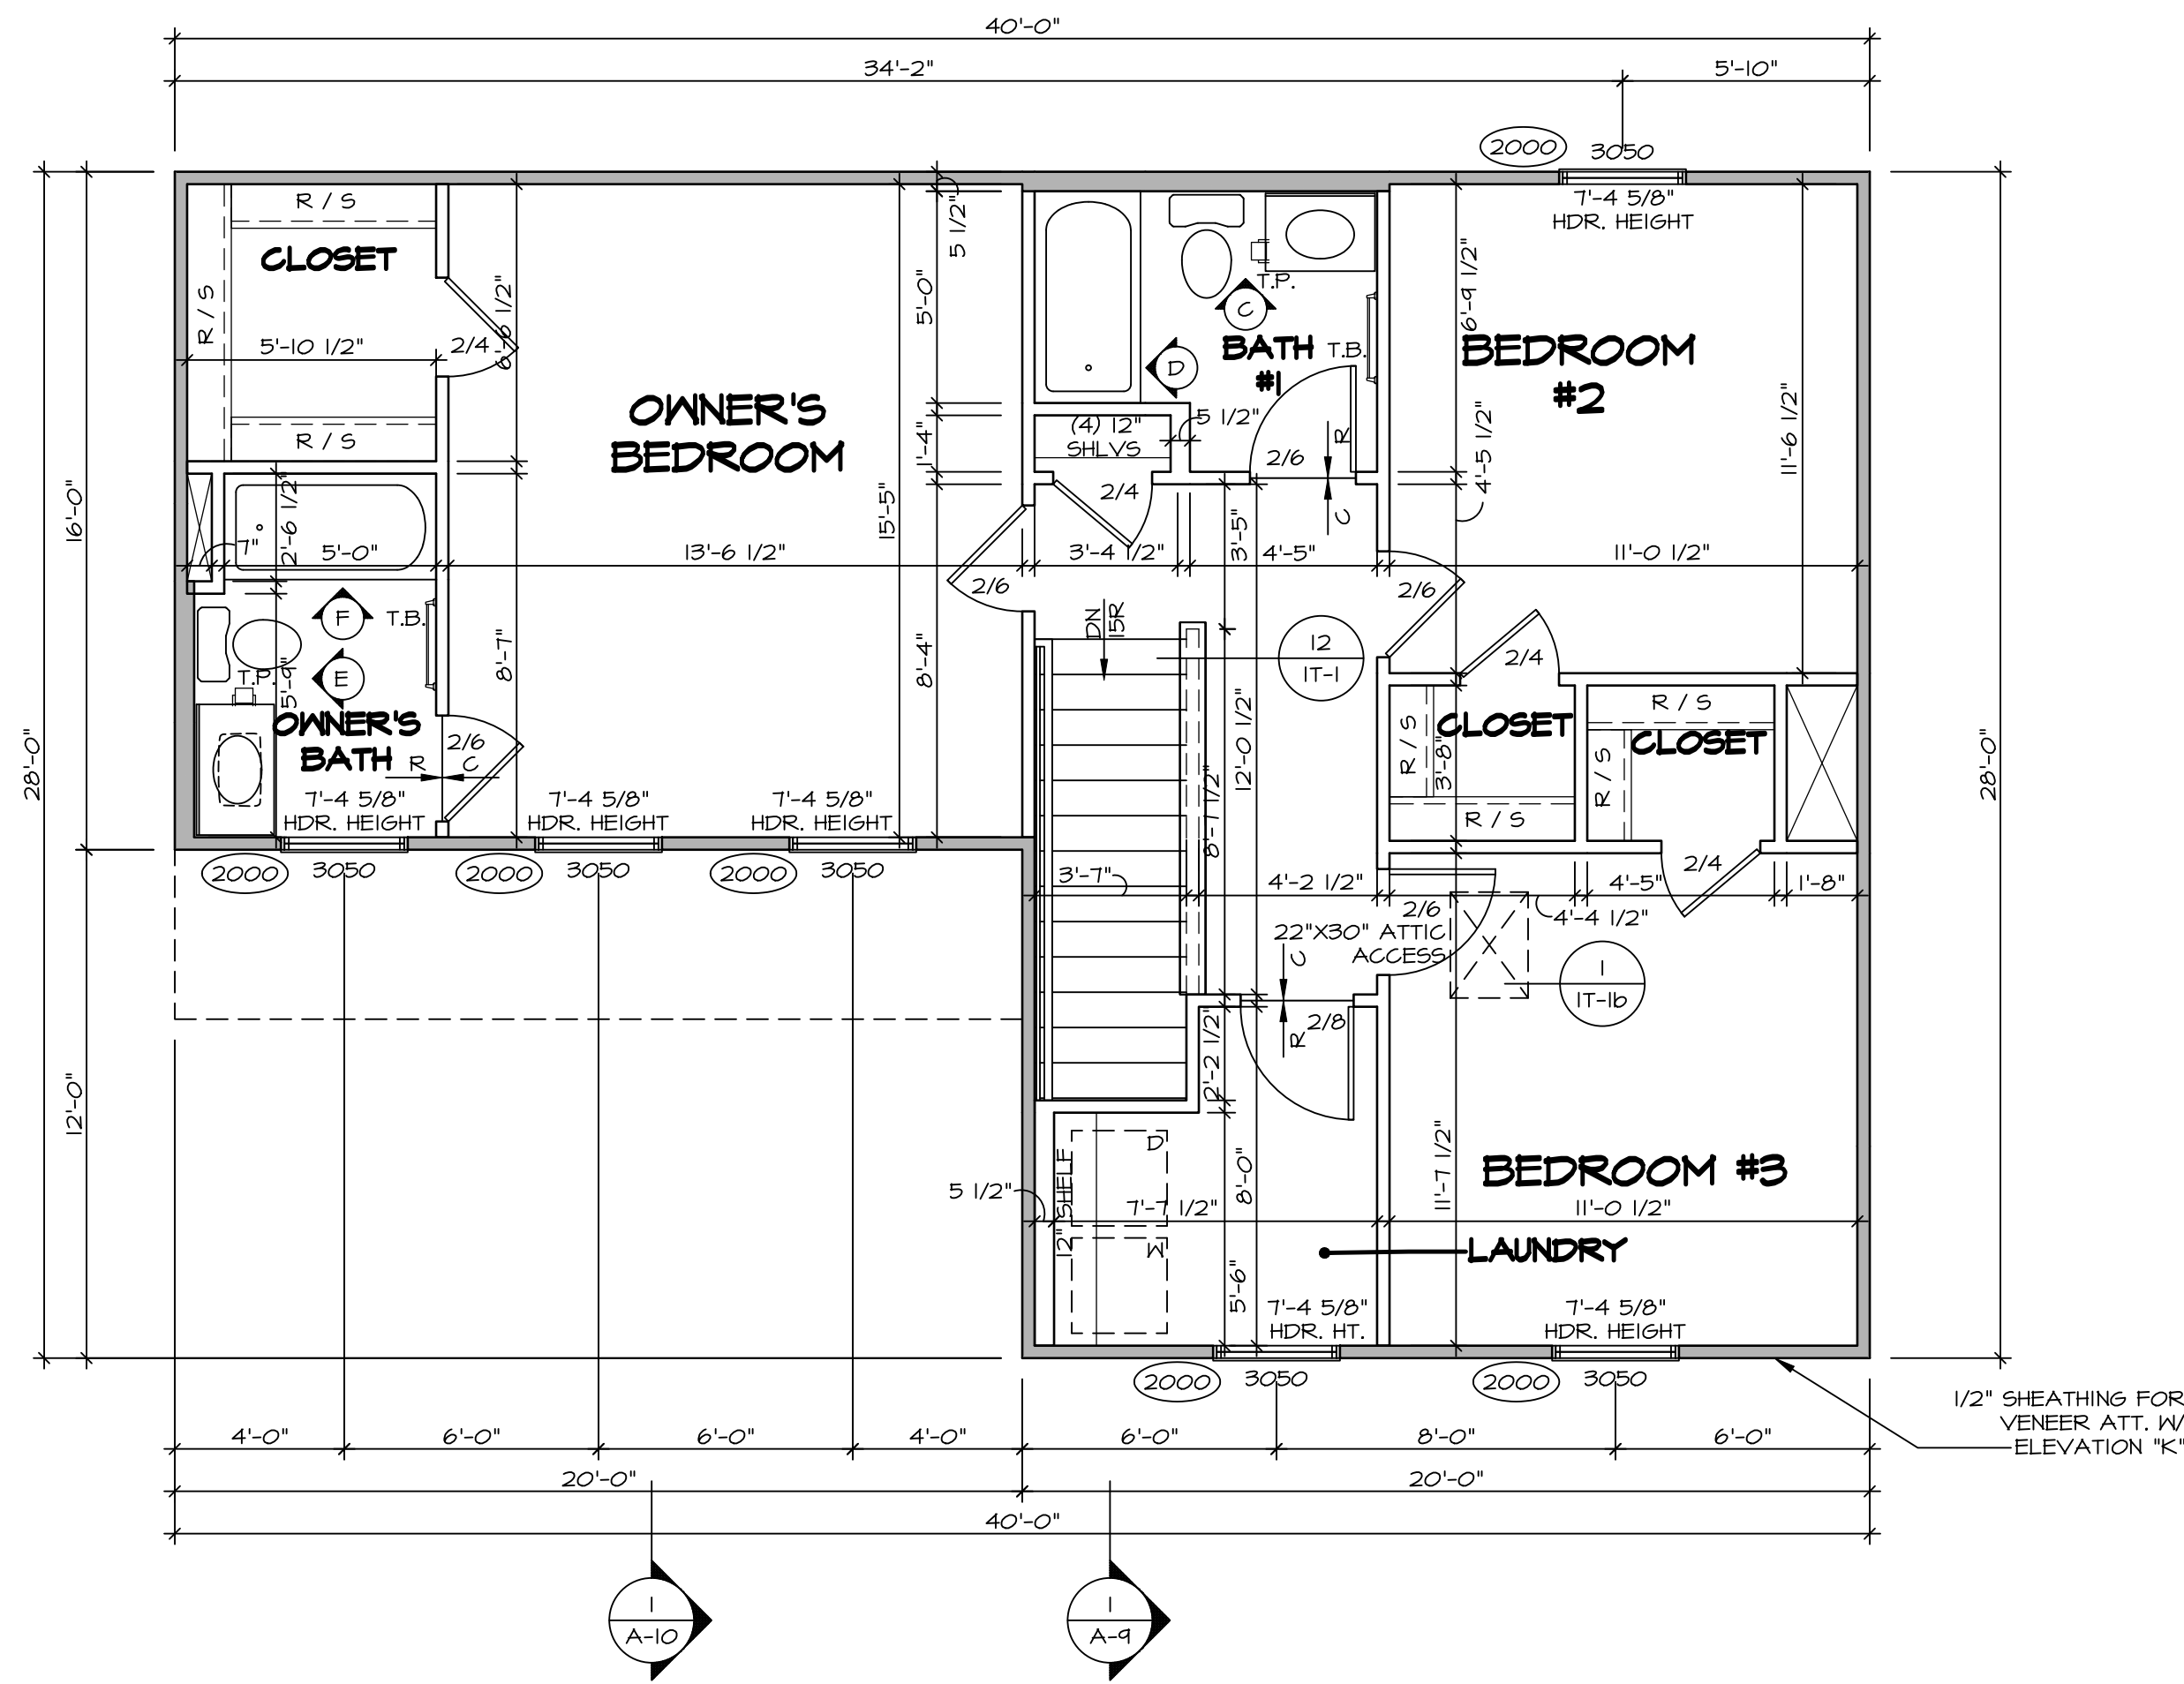 40'-0"
34'-2"
5'-10"
2000
3050
7'-4 5/8"
HDR. HEIGHT
R / S
CLOSET
R / S
5'-10 1/2"
2/4
6'-6 1/2"
R / S
5 1/2"
5'-0"
1'-4"
OWNER'S
BEDROOM
15'-5"
T.P.
C
D
BATH
#1
T.B.
(4) 12"
SHLVS
5 1/2"
2/6
R
C
2/4
6'-9 1/2"
BEDROOM
#2
4'-5 1/2"
11'-6 1/2"
16'-0"
28'-0"
12'-0"
28'-0"
7"
2'-6 1/2"
5'-0"
13'-6 1/2"
3'-4 1/2"
3'-5"
4'-5"
11'-0 1/2"
2/6
2/6
F
T.B.
E
T.P.
5'-9"
8'-7"
8'-4"
OWNER'S
BATH
2/6
R
C
DN
15R
12
IT-1
2/4
R / S
CLOSET
3'-8"
R / S
R / S
CLOSET
R / S
2/4
12'-0 1/2"
8'-7 1/2"
7'-4 5/8"
HDR. HEIGHT
7'-4 5/8"
HDR. HEIGHT
7'-4 5/8"
HDR. HEIGHT
2000
3050
2000
3050
2000
3050
3'-7"
4'-2 1/2"
4'-5"
1'-8"
2/6
4'-4 1/2"
22"X30" ATTIC
ACCESS
C
R
2/8
1
IT-1b
2'-2 1/2"
11'-7 1/2"
D
12" SHELF
W
5 1/2"
7'-7 1/2"
8'-0"
BEDROOM #3
11'-0 1/2"
LAUNDRY
5'-6"
7'-4 5/8"
HDR. HT.
7'-4 5/8"
HDR. HEIGHT
2000
3050
2000
3050
1/2" SHEATHING FOR
VENEER ATT. W/
ELEVATION "K"
4'-0"
6'-0"
6'-0"
4'-0"
6'-0"
8'-0"
6'-0"
20'-0"
20'-0"
40'-0"
1
A-10
1
A-9